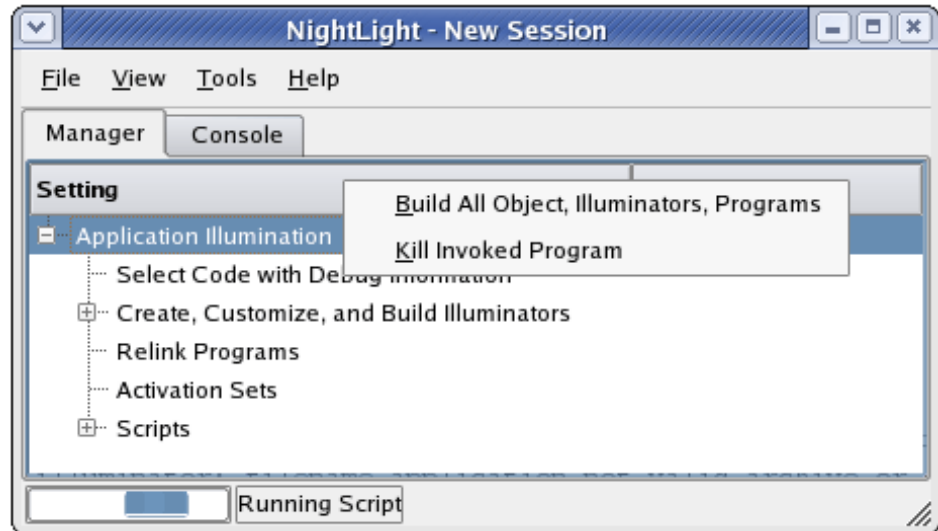 NightLight - New Session
File View Tools Help
Manager Console
Setting
Build All Object, Illuminators, Programs
Kill Invoked Program
Application Illumination
Select Code with Debug Information
Create, Customize, and Build Illuminators
Relink Programs
Activation Sets
Scripts
Running Script